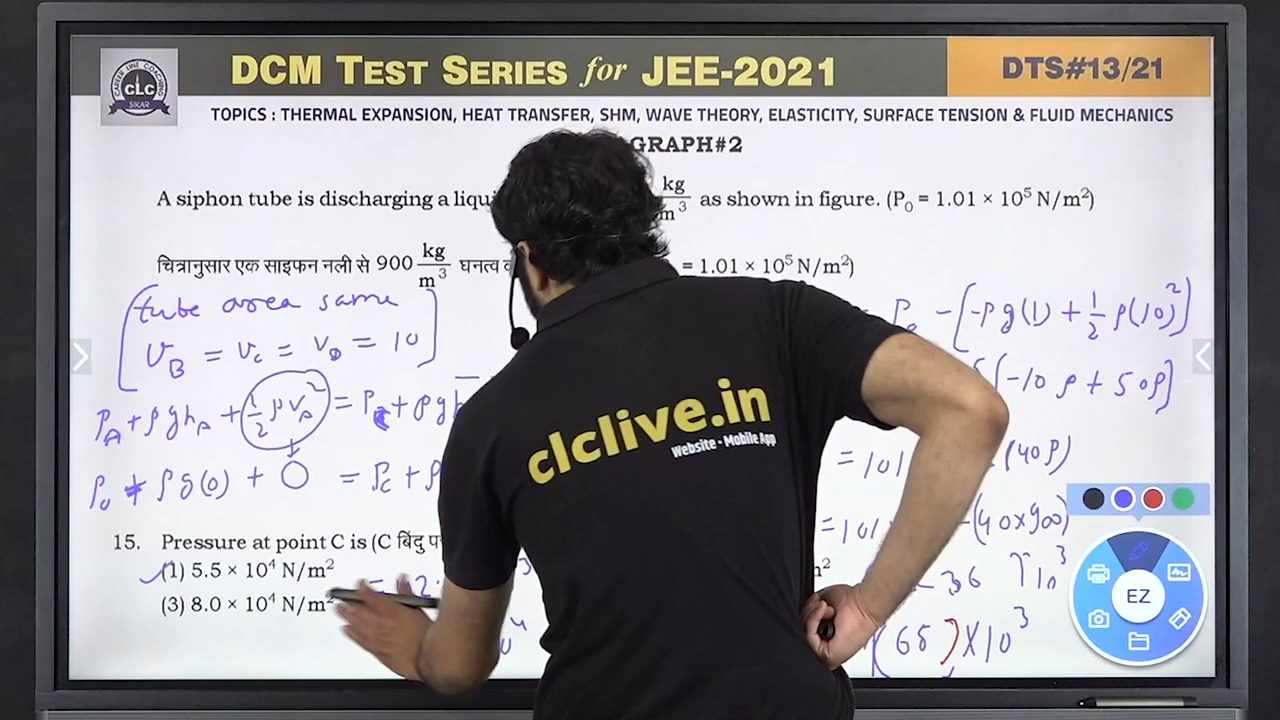 DCM TEST SERIES for JEE-2021
DTS#13/21
CAREER LINE COACHING
CLC
SIKAR
TOPICS : THERMAL EXPANSION, HEAT TRANSFER, SHM, WAVE THEORY, ELASTICITY, SURFACE TENSION & FLUID MECHANICS
GRAPH#2
A siphon tube is discharging a liqui kg/m³ as shown in figure. (P₀ = 1.01 × 10⁵ N/m²)
चित्रानुसार एक साइफन नली से 900 kg/m³ घनत्व = 1.01 × 10⁵ N/m²)
(tube area same
V_B = V_C = V_D = 10)
P_A + ρgh_A + ½ρV_A² = P_C + ρg
P₀ + ρg(0) + 0 = P_C + ρ
P₀ - [-ρg(1) + ½ρ(10)²]
[-10ρ + 50ρ]
= 101 (40ρ)
= 101 -(40×900)
36 10³
(65) × 10³
15. Pressure at point C is (C बिंदु
(1) 5.5 × 10⁴ N/m²
(3) 8.0 × 10⁴ N/m²
clclive.in
Website - Mobile App
EZ